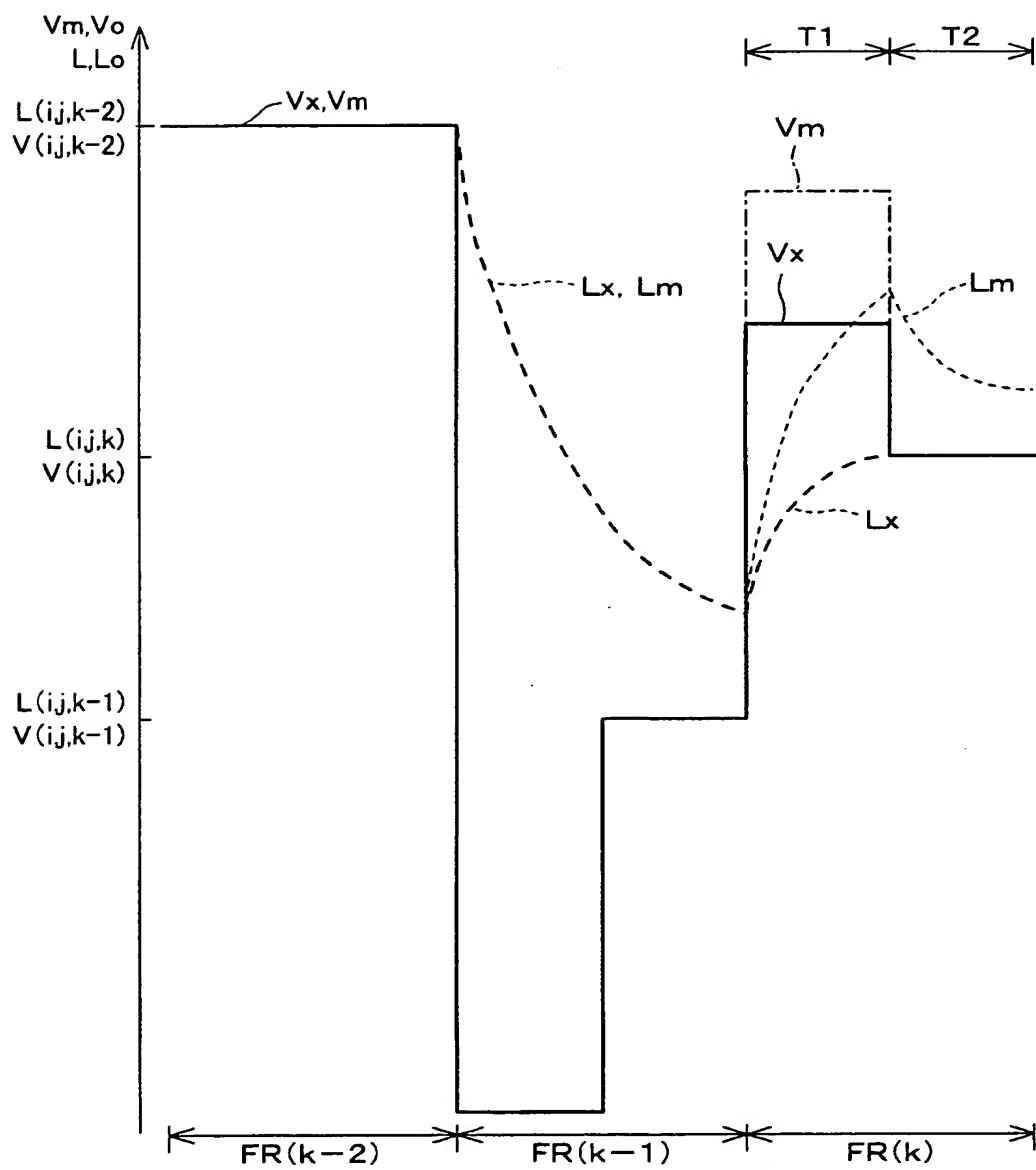 Vm,Vo
L,Lo
T1
T2
L(i,j,k-2)
V(i,j,k-2)
Vx,Vm
Vm
Vx
Lx, Lm
Lm
L(i,j,k)
V(i,j,k)
Lx
L(i,j,k-1)
V(i,j,k-1)
FR(k-2)
FR(k-1)
FR(k)